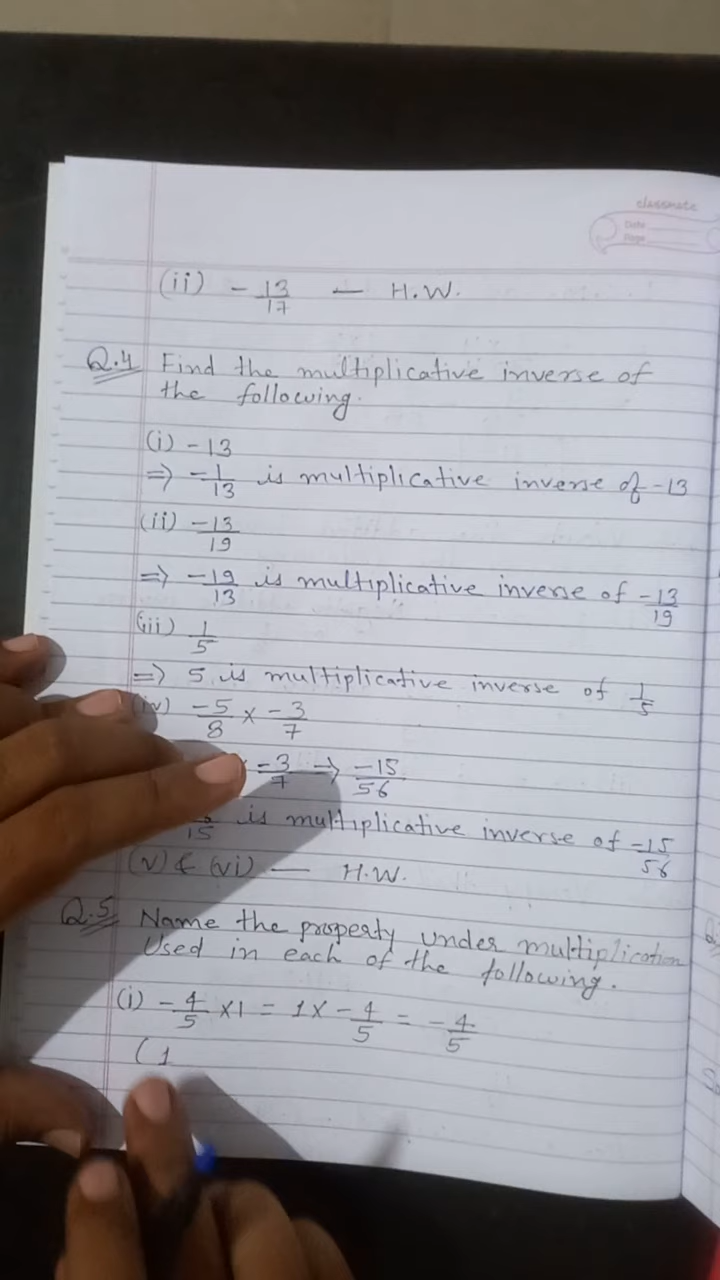 classmate
Date
Page
(ii) -13/17 — H.W.
Q.4 Find the multiplicative inverse of
the following.
(i) -13
⇒ -1/13 is multiplicative inverse of -13
(ii) -13/19
⇒ -19/13 is multiplicative inverse of -13/19
(iii) 1/5
⇒ 5 is multiplicative inverse of 1/5
(iv) -5/8 × -3/7
-3/7 → -15/56
15 is multiplicative inverse of -15/56
(v) & (vi) — H.W.
Q.5 Name the property under multiplication
Used in each of the following.
(i) -4/5 ×1 = 1× -4/5 = -4/5
(1